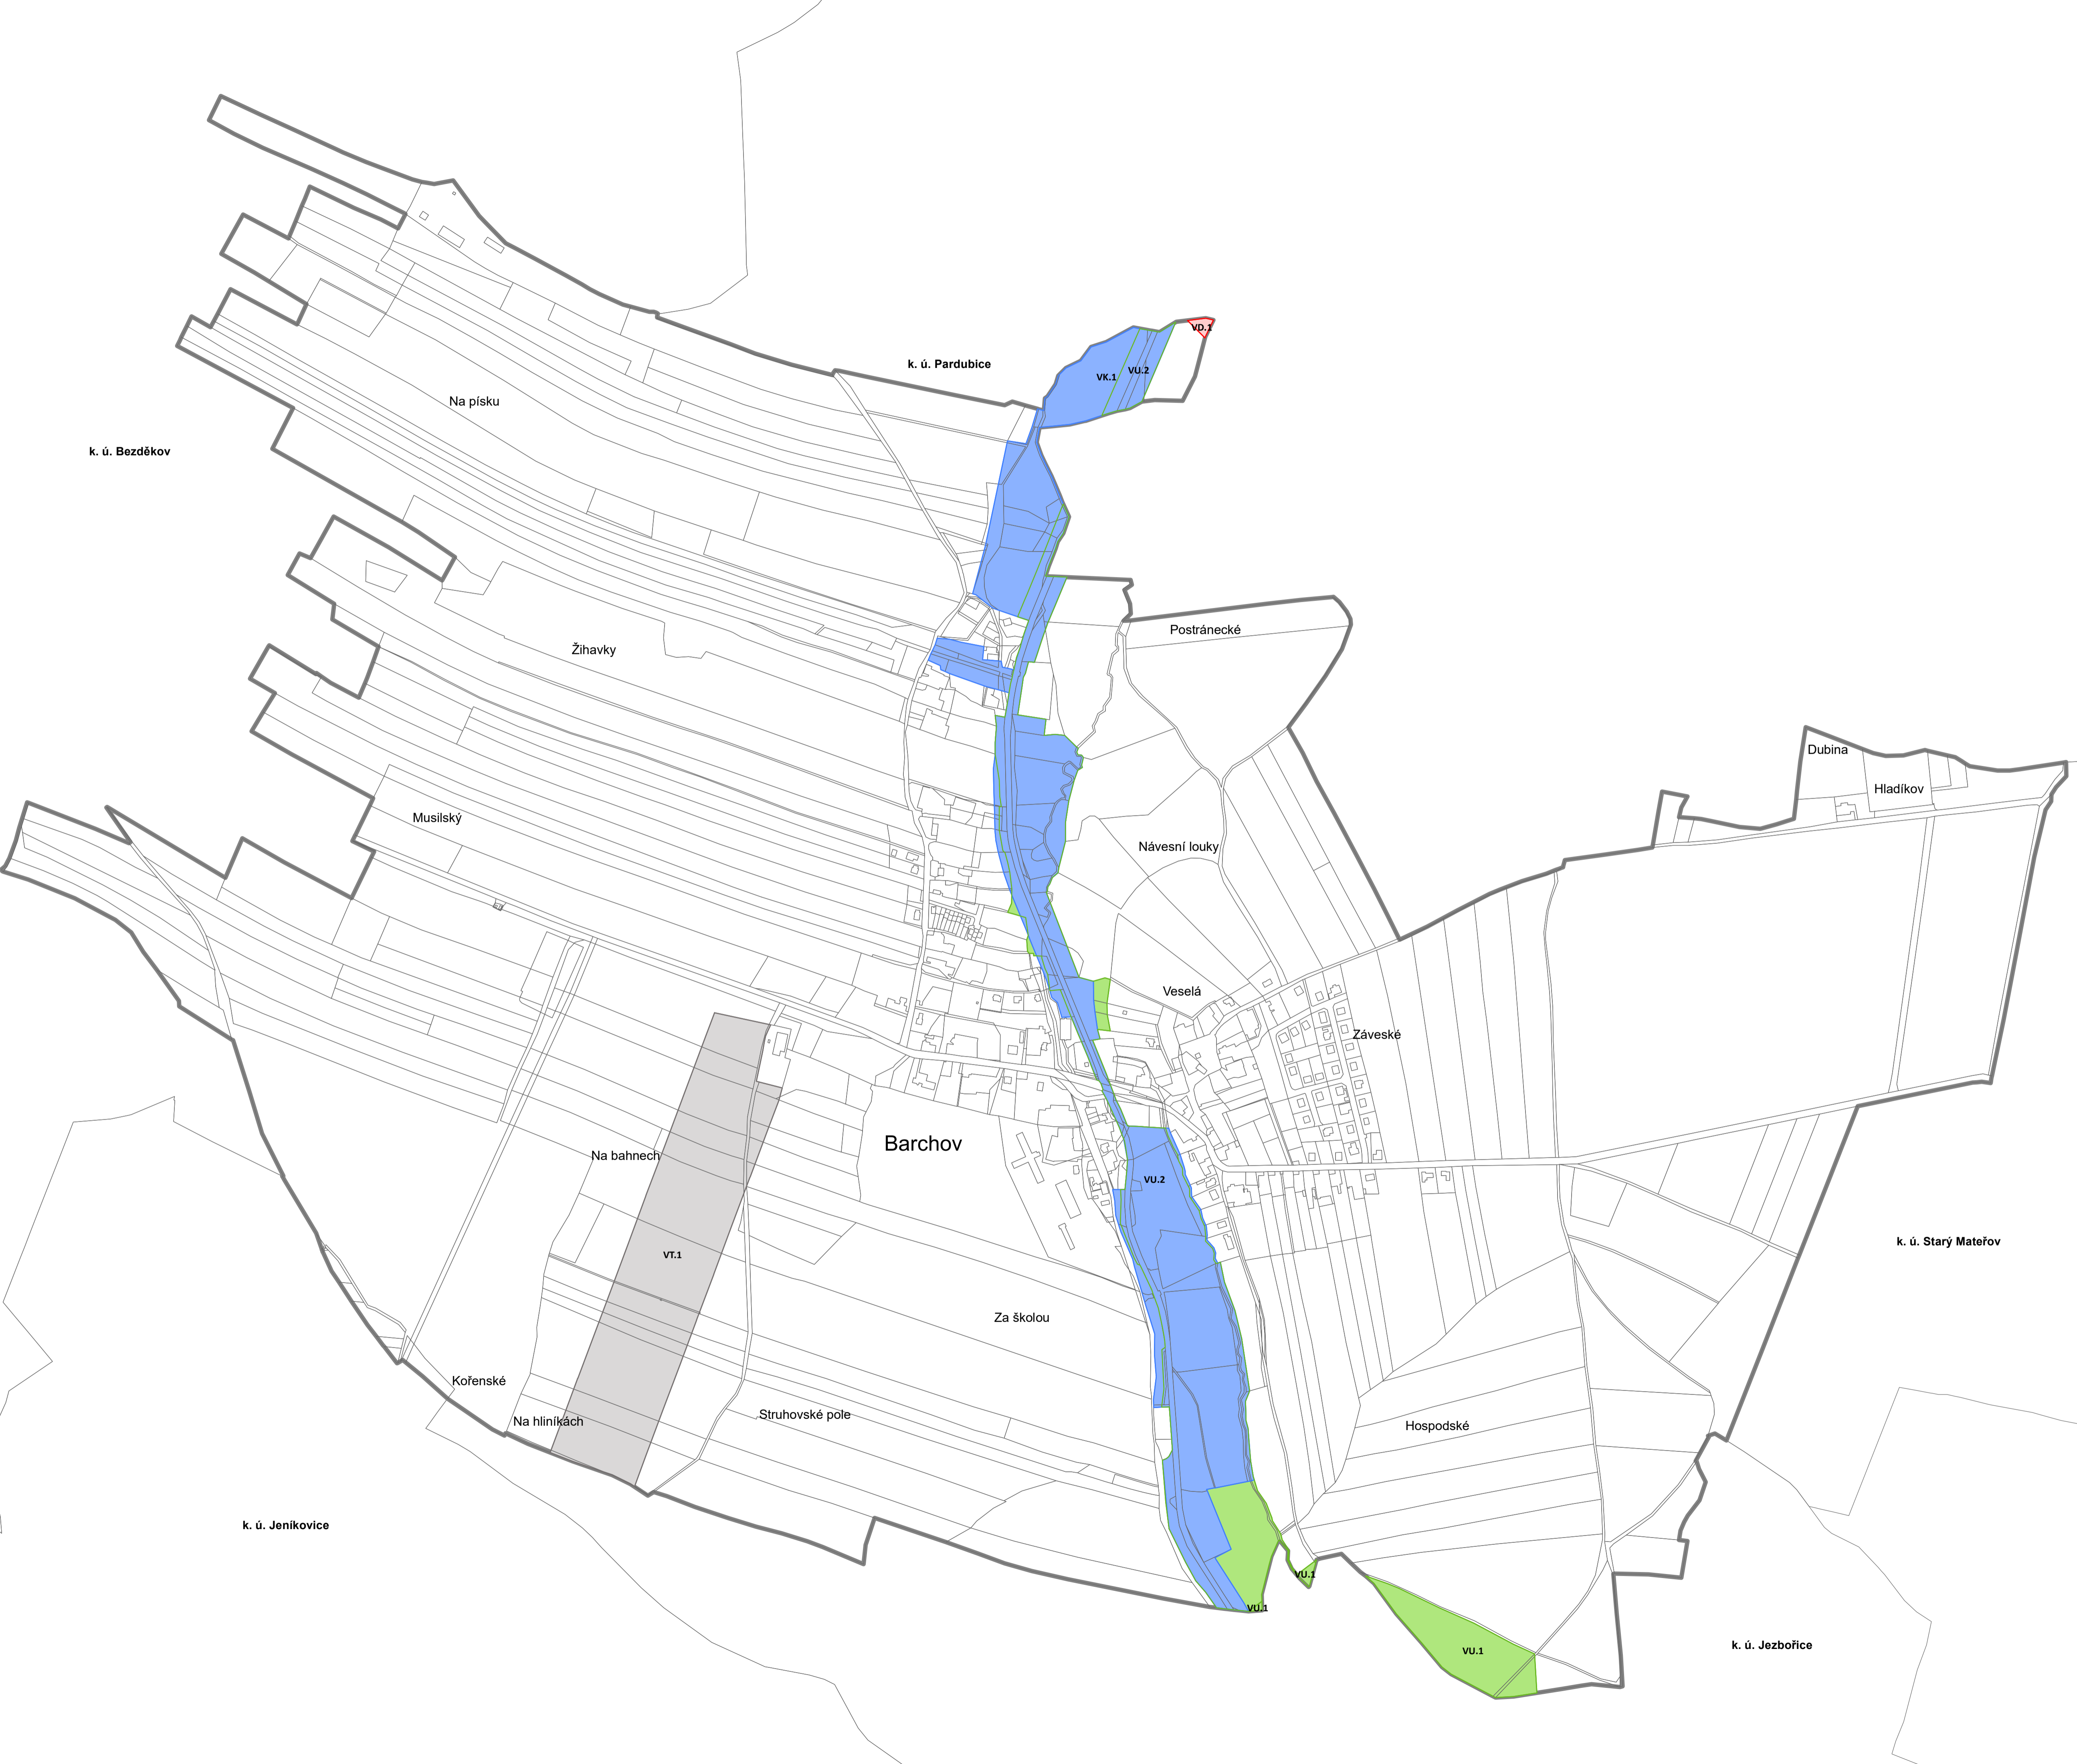 VD.1
k. ú. Pardubice
VK.1
VU.2
Na písku
k. ú. Bezděkov
Postránecké
Žihavky
Dubina
Hladíkov
Musilský
Návesní louky
Veselá
Záveské
Barchov
Na bahnech
VU.2
k. ú. Starý Mateřov
VT.1
Za školou
Kořenské
Struhovské pole
Na hliníkách
Hospodské
k. ú. Jeníkovice
VU.1
VU.1
k. ú. Jezbořice
VU.1